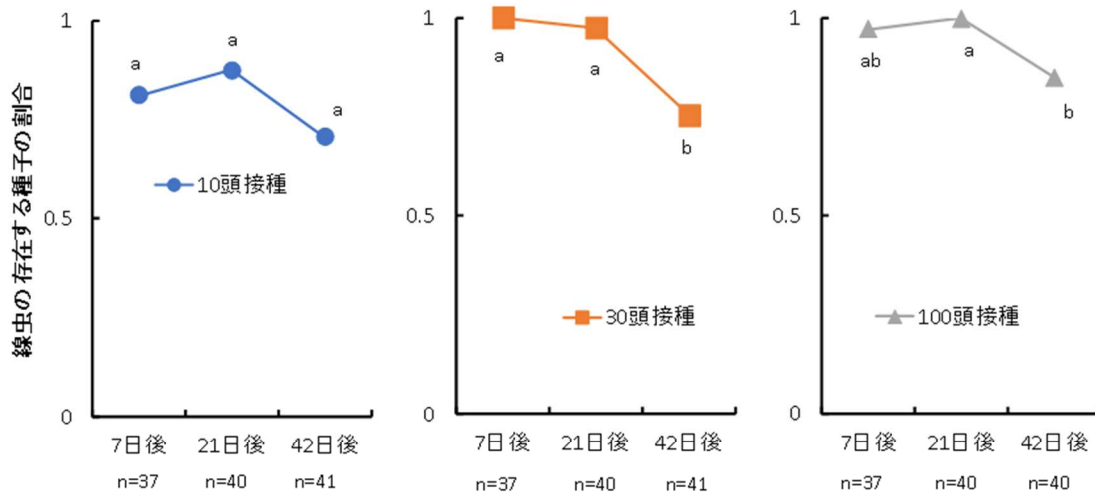 線虫の存在する種子の割合
1
0.5
0
a
a
a
10頭接種
7日後
21日後
42日後
n=37
n=40
n=41
1
0.5
0
a
a
b
30頭接種
7日後
21日後
42日後
n=37
n=40
n=41
1
0.5
0
ab
a
b
100頭接種
7日後
21日後
42日後
n=37
n=40
n=40